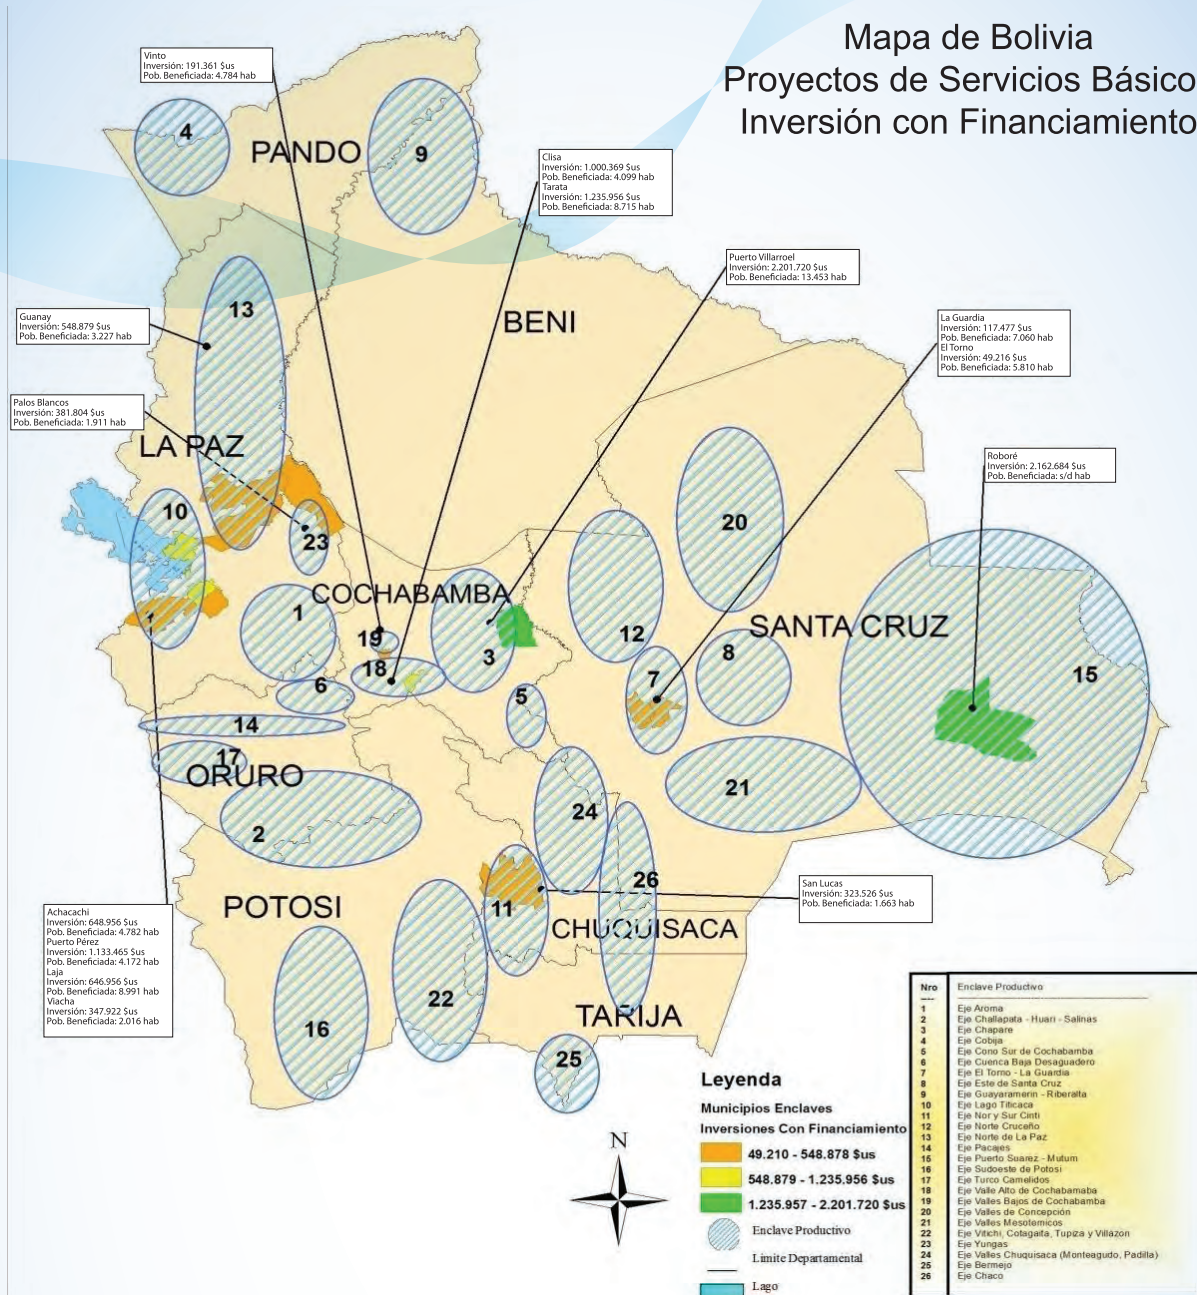 Mapa de Bolivia
Proyectos de Servicios Básico
Inversión con Financiamiento
Vinto
Inversión: 191.361 $us
Pob. Beneficiada: 4.784 hab
Clisa
Inversión: 1.000.369 $us
Pob. Beneficiada: 4.099 hab
Tarata
Inversión: 1.235.956 $us
Pob. Beneficiada: 8.715 hab
Puerto Villarroel
Inversión: 2.201.720 $us
Pob. Beneficiada: 13.453 hab
Guanay
Inversión: 548.879 $us
Pob. Beneficiada: 3.227 hab
La Guardia
Inversión: 117.477 $us
Pob. Beneficiada: 7.060 hab
El Torno
Inversión: 49.216 $us
Pob. Beneficiada: 5.810 hab
Palos Blancos
Inversión: 381.804 $us
Pob. Beneficiada: 1.911 hab
Roboré
Inversión: 2.162.684 $us
Pob. Beneficiada: s/d hab
4
PANDO
9
13
BENI
LA PAZ
10
23
20
COCHABAMBA
1
19
18
3
12
SANTA CRUZ
8
7
15
6
5
14
17
ORURO
2
21
24
26
POTOSI
11
CHUQUISACA
22
16
TARIJA
25
San Lucas
Inversión: 323.526 $us
Pob. Beneficiada: 1.663 hab
Achacachi
Inversión: 648.956 $us
Pob. Beneficiada: 4.782 hab
Puerto Pérez
Inversión: 1.133.465 $us
Pob. Beneficiada: 4.172 hab
Laja
Inversión: 646.956 $us
Pob. Beneficiada: 8.991 hab
Viacha
Inversión: 347.922 $us
Pob. Beneficiada: 2.016 hab
N
Leyenda
Municipios Enclaves
Inversiones Con Financiamiento
49.210 - 548.878 $us
548.879 - 1.235.956 $us
1.235.957 - 2.201.720 $us
Enclave Productivo
Limite Departamental
Lago
Nro Enclave Productivo
1 Eje Aroma
2 Eje Challapata - Huari - Salinas
3 Eje Chapare
4 Eje Cobija
5 Eje Cono Sur de Cochabamba
6 Eje Cuenca Baja Desaguadero
7 Eje El Torno - La Guardia
8 Eje Este de Santa Cruz
9 Eje Guayaramerin - Riberalta
10 Eje Lago Titicaca
11 Eje Nor y Sur Cinti
12 Eje Norte Cruceño
13 Eje Norte de La Paz
14 Eje Pacajes
15 Eje Puerto Suarez - Mutum
16 Eje Sudoeste de Potosi
17 Eje Turco Camelidos
18 Eje Valle Alto de Cochabamaba
19 Eje Valles Bajos de Cochabamba
20 Eje Valles de Concepción
21 Eje Valles Mesotermicos
22 Eje Vitichi, Cotagaita, Tupiza y Villazon
23 Eje Yungas
24 Eje Valles Chuquisaca (Monteagudo, Padilla)
25 Eje Bermejo
26 Eje Chaco